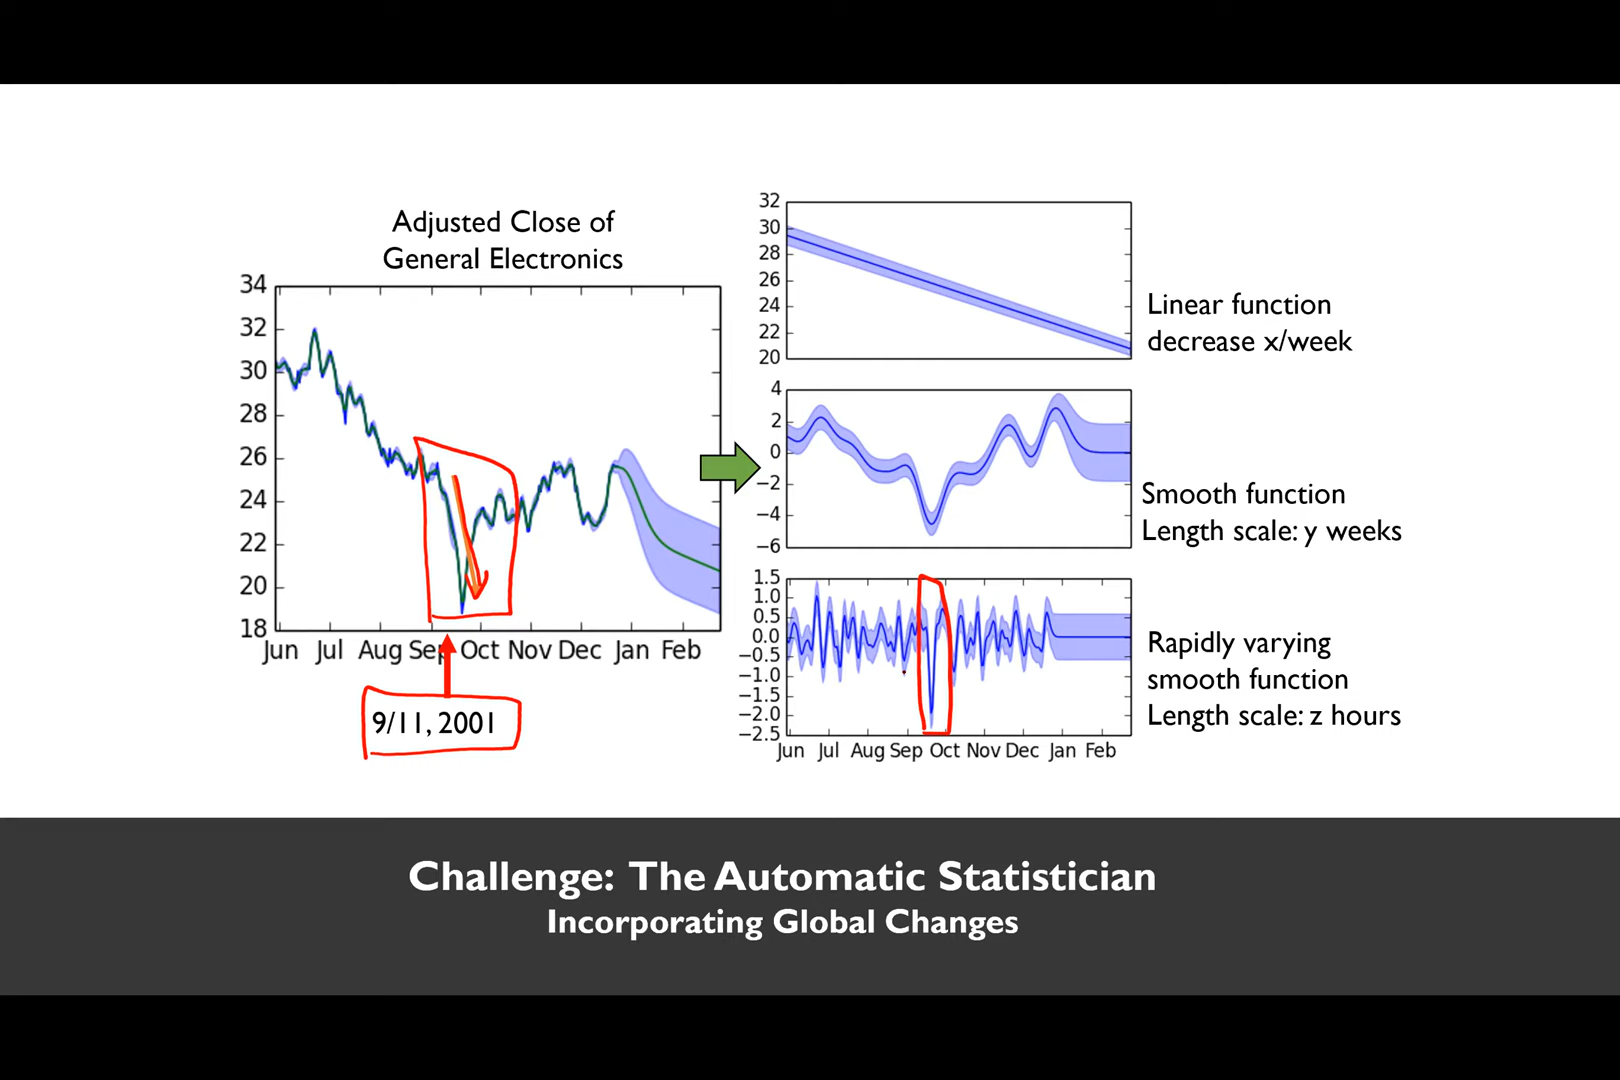 Adjusted Close of
General Electronics
34
32
30
28
26
24
22
20
18
Jun Jul Aug Sep Oct Nov Dec Jan Feb
9/11, 2001
32
30
28
26
24
22
20
Linear function
decrease x/week
4
2
0
−2
−4
−6
Smooth function
Length scale: y weeks
1.5
1.0
0.5
0.0
−0.5
−1.0
−1.5
−2.0
−2.5
Jun Jul Aug Sep Oct Nov Dec Jan Feb
Rapidly varying
smooth function
Length scale: z hours
Challenge: The Automatic Statistician
Incorporating Global Changes